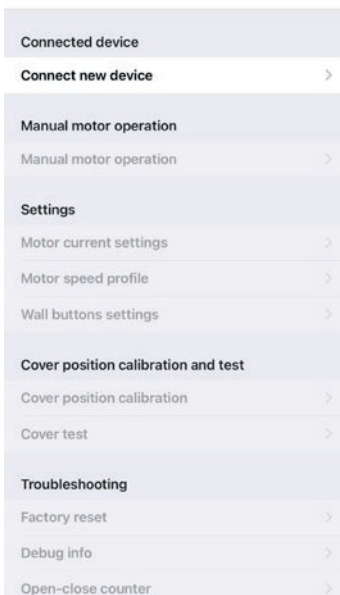 Connected device
Connect new device
Manual motor operation
Manual motor operation
Settings
Motor current settings
Motor speed profile
Wall buttons settings
Cover position calibration and test
Cover position calibration
Cover test
Troubleshooting
Factory reset
Debug info
Open-close counter